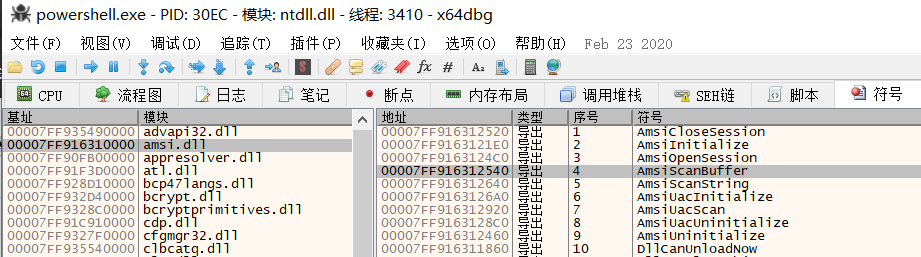 powershell.exe - PID: 30EC - 模块: ntdll.dll - 线程: 3410 - x64dbg
文件(F) 视图(V) 调试(D) 追踪(T) 插件(P) 收藏夹(I) 选项(O) 帮助(H) Feb 23 2020
CPU 流程图 日志 笔记 断点 内存布局 调用堆栈 SEH链 脚本 符号
基址 模块 地址 类型 序号 符号
00007FF935490000 advapi32.dll 00007FF916312520 导出 1 AmsiCloseSession
00007FF916310000 amsi.dll 00007FF9163121E0 导出 2 AmsiInitialize
00007FF90FB00000 appresolver.dll 00007FF9163124C0 导出 3 AmsiOpenSession
00007FF91F3D0000 atl.dll 00007FF916312540 导出 4 AmsiScanBuffer
00007FF928D10000 bcp47langs.dll 00007FF916312640 导出 5 AmsiScanString
00007FF932D40000 bcrypt.dll 00007FF9163126A0 导出 6 AmsiUacInitialize
00007FF9328C0000 bcryptprimitives.dll 00007FF916312920 导出 7 AmsiUacScan
00007FF91C910000 cdp.dll 00007FF9163128C0 导出 8 AmsiUacUninitialize
00007FF9327F0000 cfgmgr32.dll 00007FF916312460 导出 9 AmsiUninitialize
00007FF935540000 clbcatq.dll 00007FF916311860 导出 10 DllCanUnloadNow